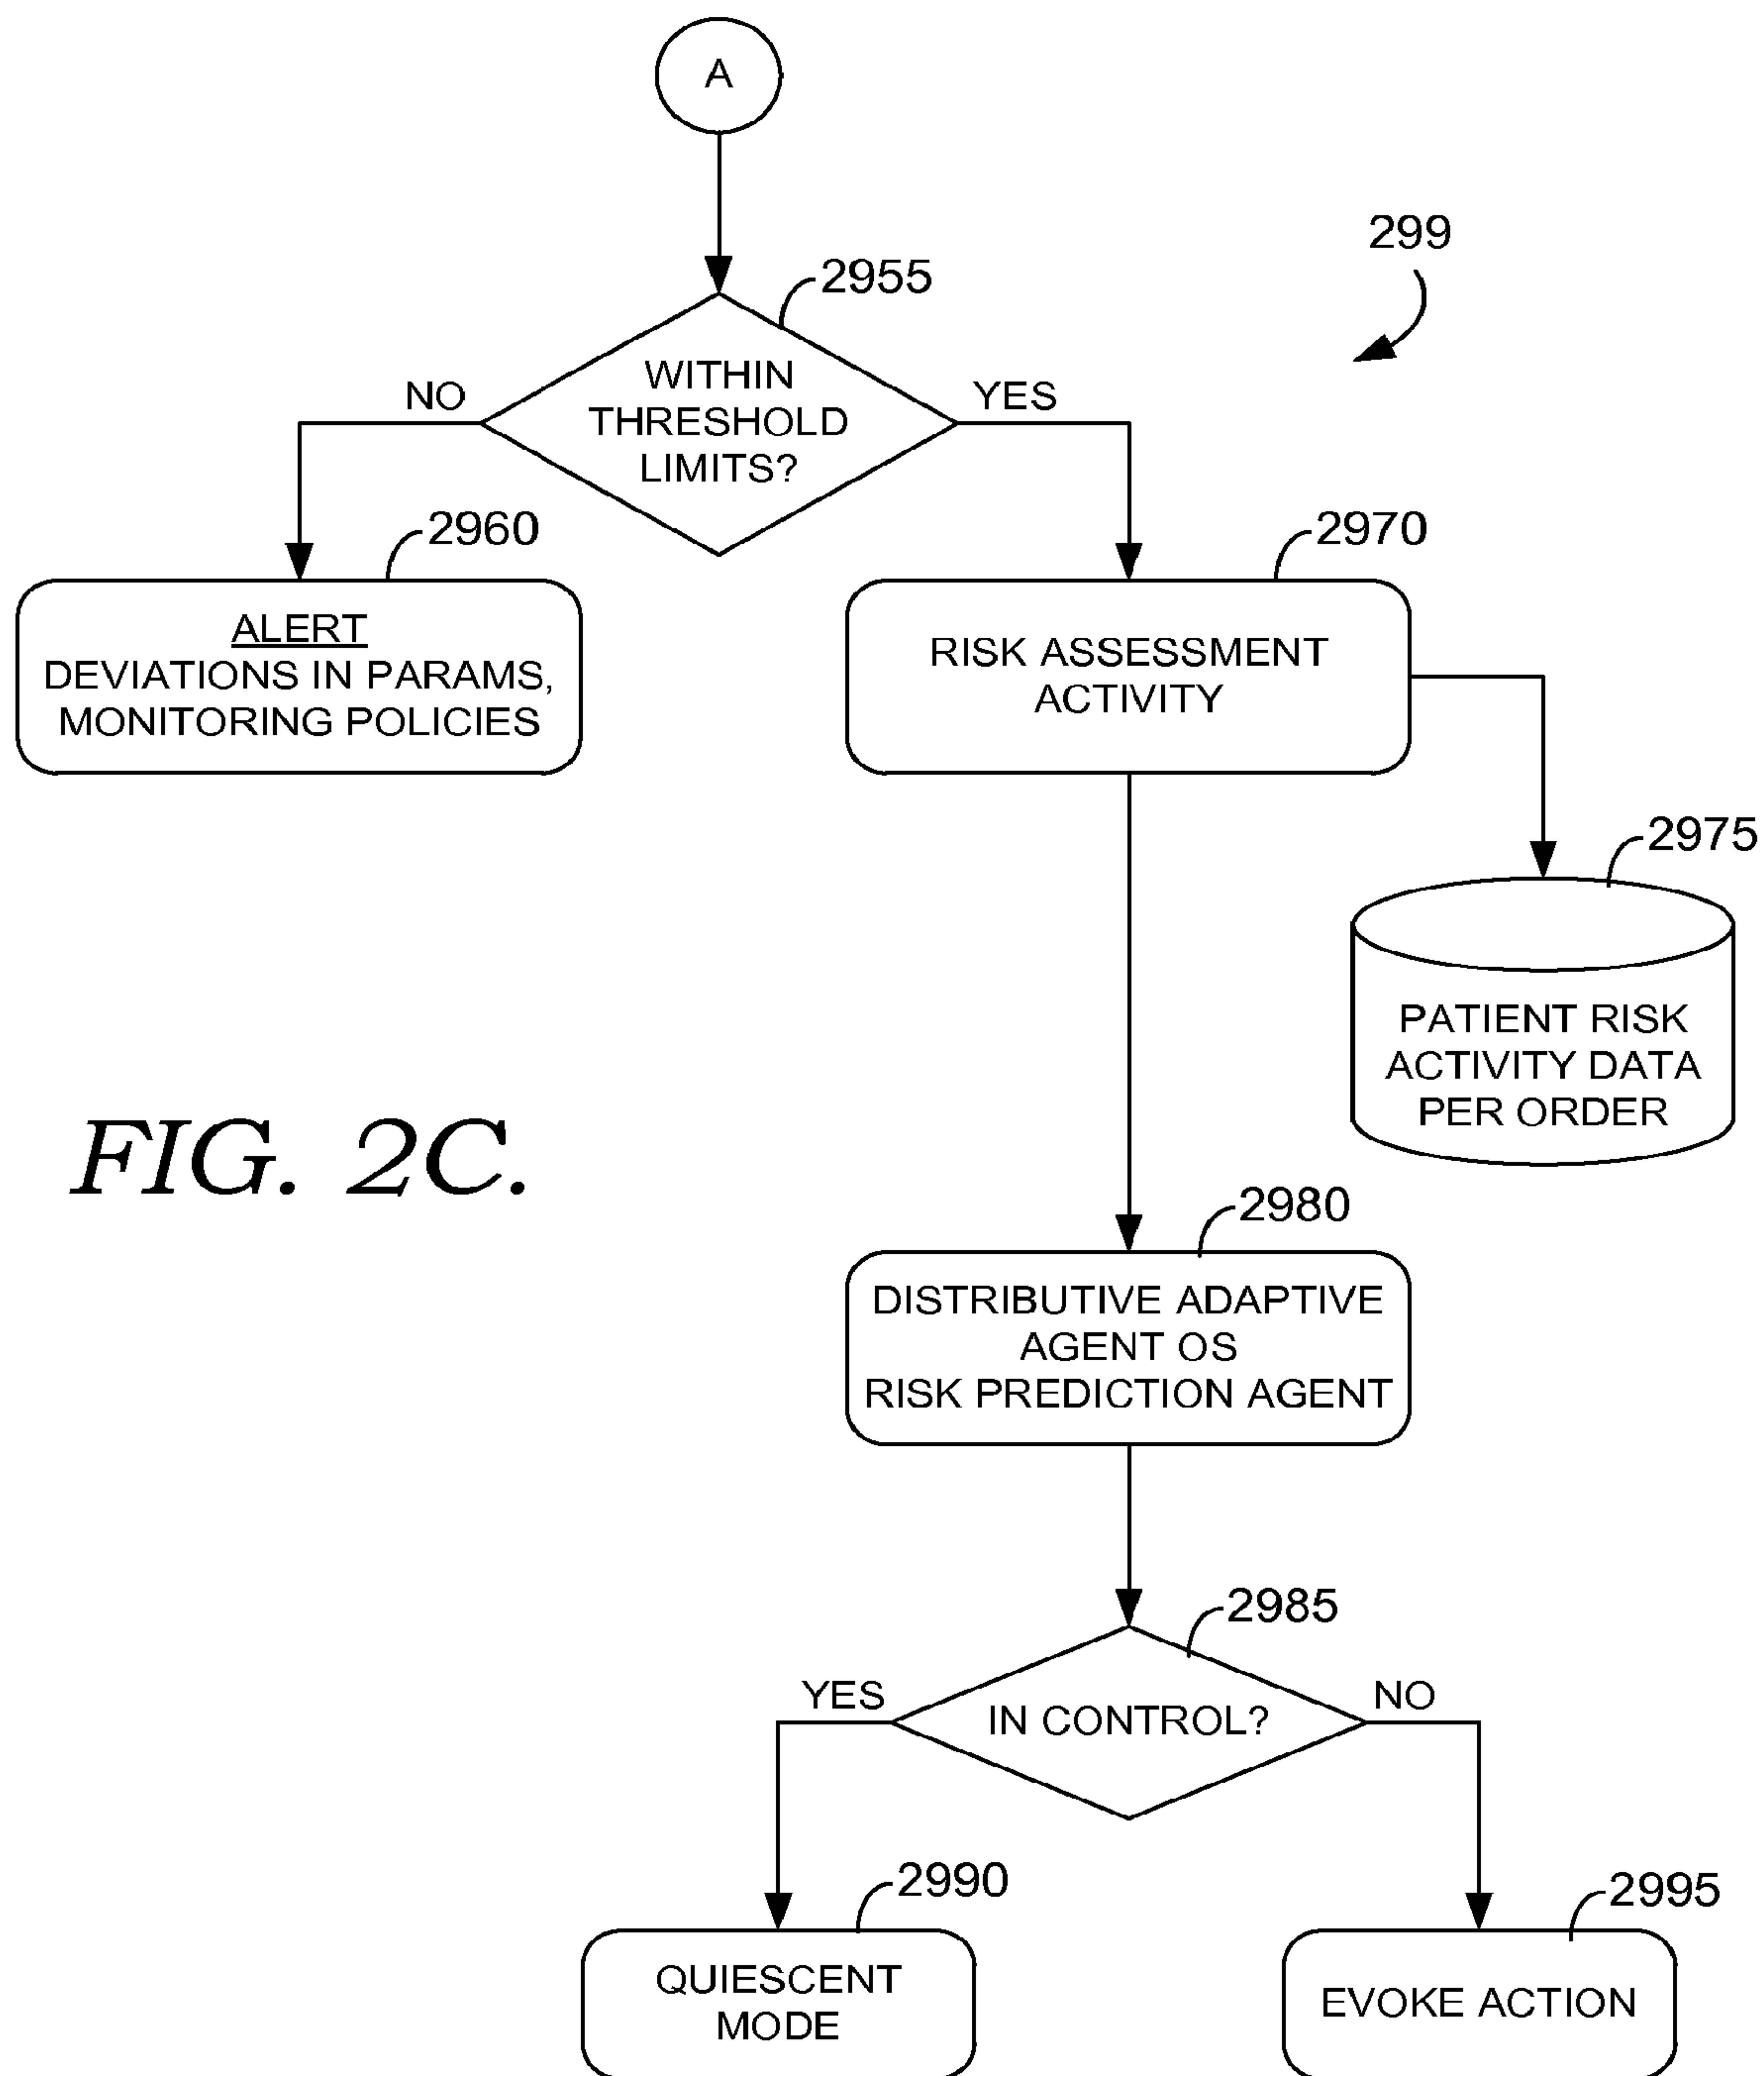 A
299
2955
WITHIN
THRESHOLD
LIMITS?
NO
YES
2960
ALERT
DEVIATIONS IN PARAMS,
MONITORING POLICIES
2970
RISK ASSESSMENT
ACTIVITY
2975
PATIENT RISK
ACTIVITY DATA
PER ORDER
FIG. 2C.
2980
DISTRIBUTIVE ADAPTIVE
AGENT OS
RISK PREDICTION AGENT
2985
IN CONTROL?
YES
NO
2990
QUIESCENT
MODE
2995
EVOKE ACTION